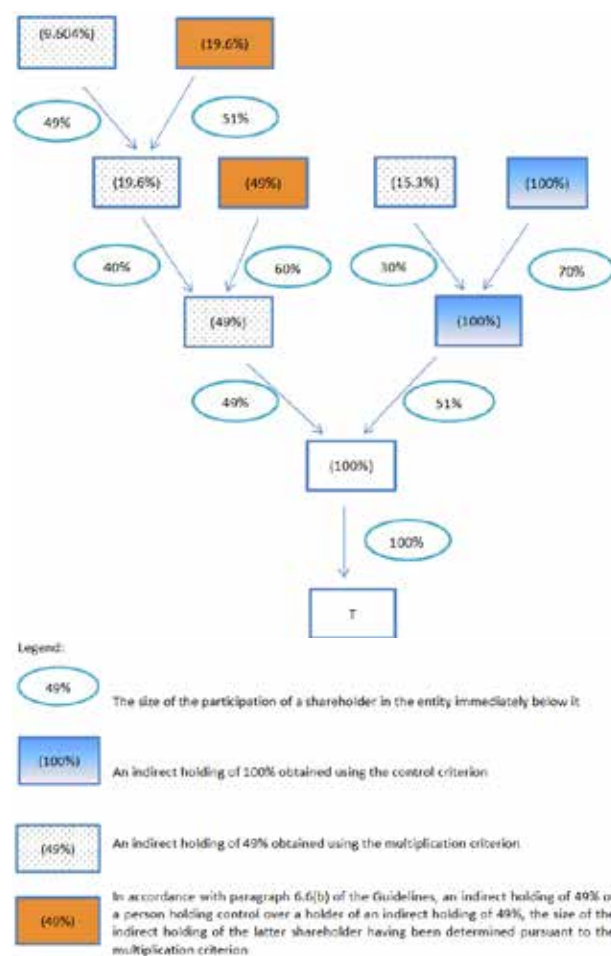 (9.604%) (19.6%)
49% 51%
(19.6%) (49%) (15.3%) (100%)
40% 60% 30% 70%
(49%) (100%)
49% 51%
(100%)
100%
T
Legend:
49%
The size of the participation of a shareholder in the entity immediately below it
(100%)
An indirect holding of 100% obtained using the control criterion
(49%)
An indirect holding of 49% obtained using the multiplication criterion
In accordance with paragraph 6.6(b) of the Guidelines, an indirect holding of 49% o
(49%)
a person holding control over a holder of an indirect holding of 49%, the size of the
indirect holding of the latter shareholder having been determined pursuant to the
multiplication criterion